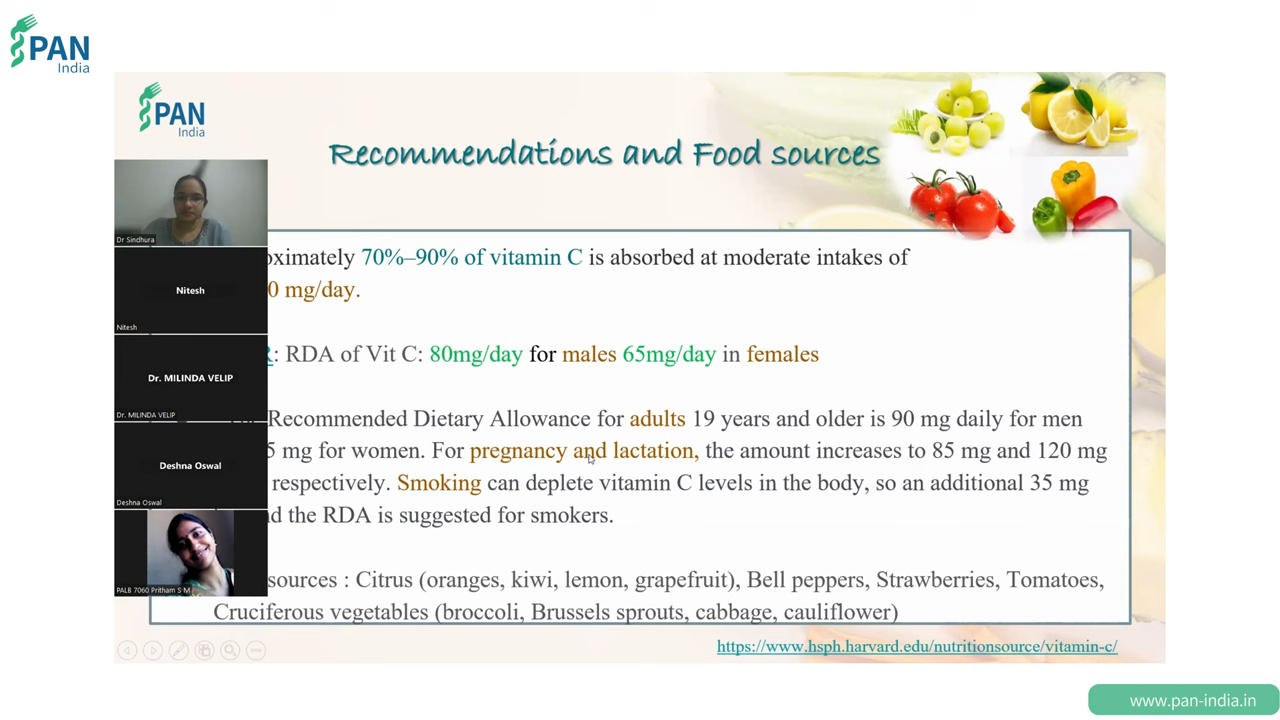 PAN
India
PAN
India
Recommendations and Food sources
Dr Sindhura
Nitesh
Nitesh
Dr. MILINDA VELIP
Dr. MILINDA VELIP
Deshna Oswal
Deshna Oswal
PALB 7060 Pritham S M
oximately 70%–90% of vitamin C is absorbed at moderate intakes of
0 mg/day.
R: RDA of Vit C: 80mg/day for males 65mg/day in females
Recommended Dietary Allowance for adults 19 years and older is 90 mg daily for men
5 mg for women. For pregnancy and lactation, the amount increases to 85 mg and 120 mg
respectively. Smoking can deplete vitamin C levels in the body, so an additional 35 mg
d the RDA is suggested for smokers.
sources : Citrus (oranges, kiwi, lemon, grapefruit), Bell peppers, Strawberries, Tomatoes,
Cruciferous vegetables (broccoli, Brussels sprouts, cabbage, cauliflower)
https://www.hsph.harvard.edu/nutritionsource/vitamin-c/
www.pan-india.in